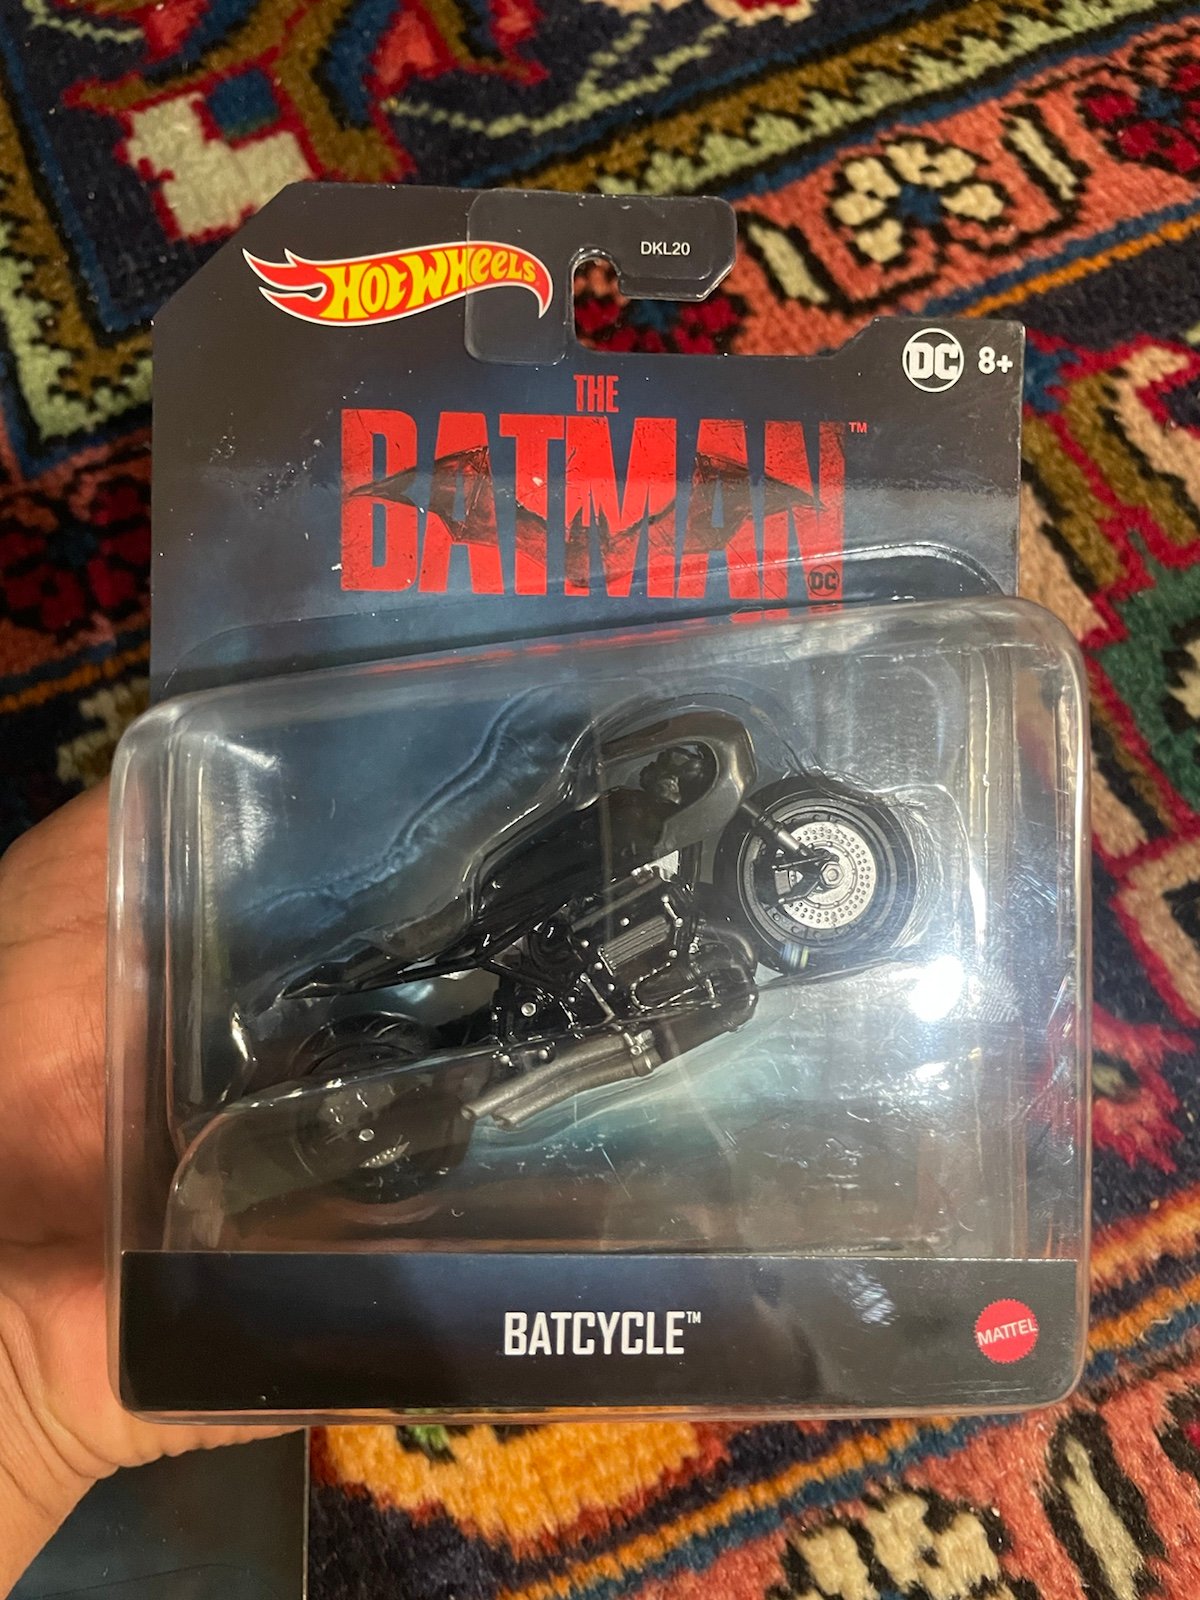 DKL20
HOT WHEELS
DC 8+
THE
BATMAN™
DC
BATCYCLE™
MATTEL